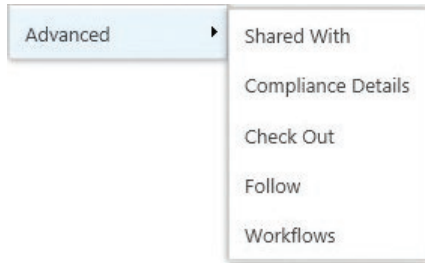 Advanced
Shared With
Compliance Details
Check Out
Follow
Workflows